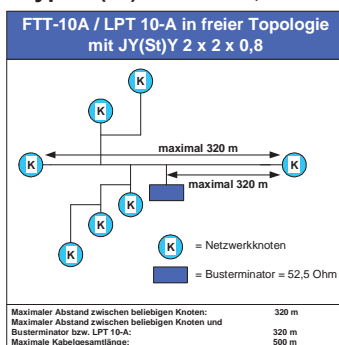 FTT-10A / LPT 10-A in freier Topologie
mit JY(St)Y 2 x 2 x 0,8
K
K
maximal 320 m
K
K
maximal 320 m
K
K
K
K = Netzwerkknoten
= Busterminator = 52,5 Ohm
Maximaler Abstand zwischen beliebigen Knoten: 320 m
Maximaler Abstand zwischen beliebigen Knoten und
Busterminator bzw. LPT 10-A: 320 m
Maximale Kabelgesamtlänge: 500 m